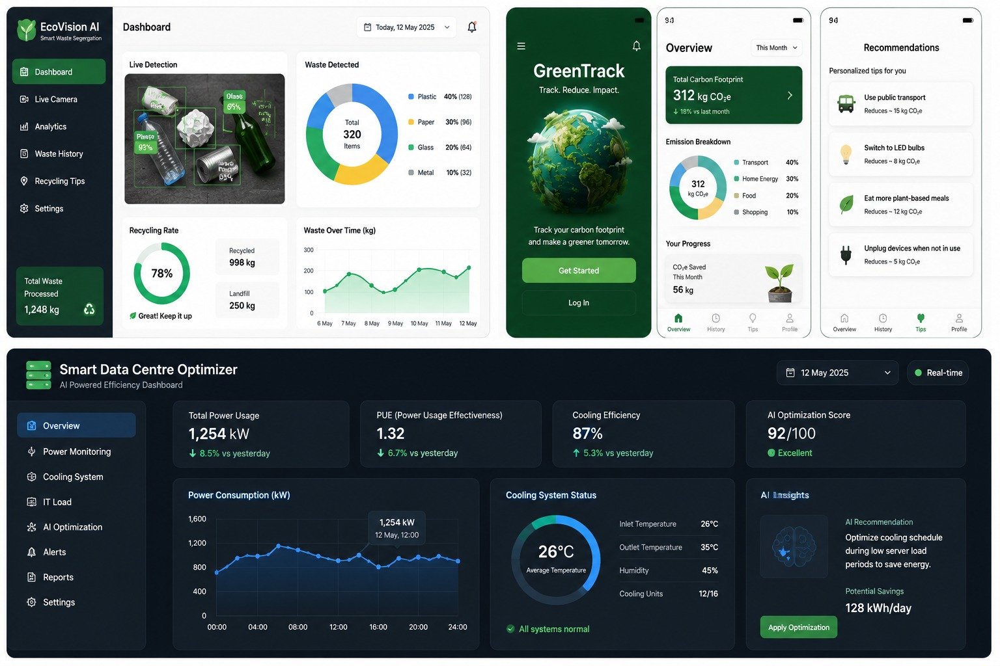 EcoVision AI
Smart Waste Segergation
Dashboard
Live Camera
Analytics
Waste History
Recycling Tips
Settings
Total Waste
Processed
1,248 kg
Dashboard
Today, 12 May 2025
Live Detection
Glass
65%
93%
Waste Detected
Total
320
Items
Plastic 40% (128)
Paper 30% (96)
Glass 20% (64)
Metal 10% (32)
Recycling Rate
78%
Great! Keep it up
Recycled
998 kg
Landfill
250 kg
Waste Over Time (kg)
300
200
100
0
6 May 7 May 8 May 9 May 10 May 11 May 12 May
GreenTrack
Track. Reduce. Impact.
Track your carbon footprint
and make a greener tomorrow.
Get Started
Log In
Overview
This Month
Total Carbon Footprint
312 kg CO₂e
↓ 18% vs last month
Emission Breakdown
312
kg CO₂e
Transport 40%
Home Energy 30%
Food 20%
Shopping 10%
Your Progress
CO₂e Saved
This Month
56 kg
Overview History Tips Profile
Recommendations
Personalized tips for you
Use public transport
Reduces ~ 15 kg CO₂e
Switch to LED bulbs
Reduces ~ 8 kg CO₂e
Eat more plant-based meals
Reduces ~ 12 kg CO₂e
Unplug devices when not in use
Reduces ~ 5 kg CO₂e
Overview History Tips Profile
Smart Data Centre Optimizer
AI Powered Efficiency Dashboard
12 May 2025
Real-time
Overview
Power Monitoring
Cooling System
IT Load
AI Optimization
Alerts
Reports
Settings
Total Power Usage
1,254 kW
↓ 8.5% vs yesterday
PUE (Power Usage Effectiveness)
1.32
↓ 6.7% vs yesterday
Cooling Efficiency
87%
↑ 5.3% vs yesterday
AI Optimization Score
92/100
Excellent
Power Consumption (kW)
1,600
1,200
800
400
0
1,254 kW
12 May, 12:00
00:00 04:00 08:00 12:00 16:00 20:00 24:00
Cooling System Status
26°C
Average Temperature
Inlet Temperature 26°C
Outlet Temperature 35°C
Humidity 45%
Cooling Units 12/16
All systems normal
AI
AI Recommendation
Optimize cooling schedule
during low server load
periods to save energy.
Potential Savings
128 kWh/day
Apply Optimization